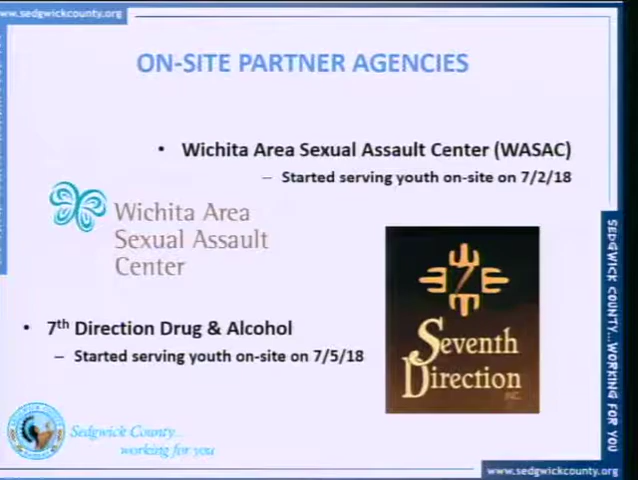 www.sedgwickcounty.org
ON-SITE PARTNER AGENCIES
• Wichita Area Sexual Assault Center (WASAC)
– Started serving youth on-site on 7/2/18
Wichita Area
Sexual Assault
Center
7
Seventh
Direction
INC.
• 7th Direction Drug & Alcohol
– Started serving youth on-site on 7/5/18
SEDGWICK COUNTY...WORKING FOR YOU
Sedgwick County...
working for you
www.sedgwickcounty.org